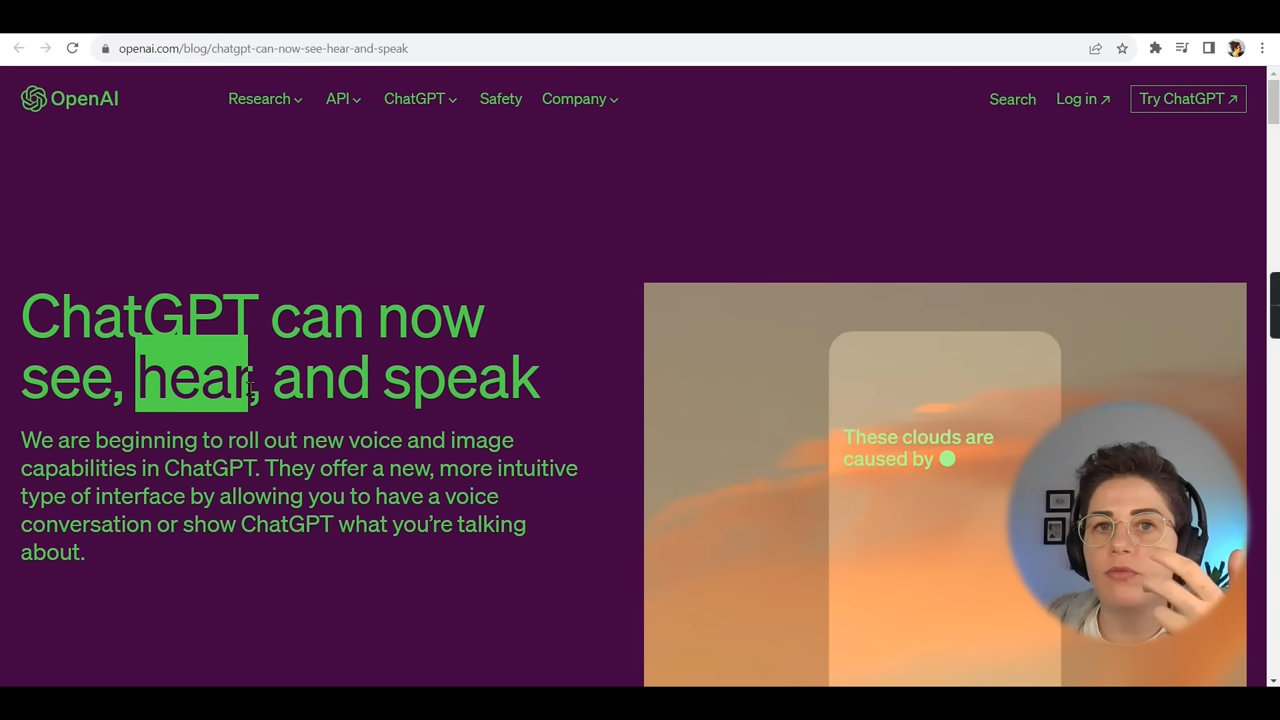 openai.com/blog/chatgpt-can-now-see-hear-and-speak
OpenAI
Research
API
ChatGPT
Safety
Company
Search
Log in ↗
Try ChatGPT ↗
ChatGPT can now
see, hear, and speak
We are beginning to roll out new voice and image
capabilities in ChatGPT. They offer a new, more intuitive
type of interface by allowing you to have a voice
conversation or show ChatGPT what you’re talking
about.
These clouds are
caused by